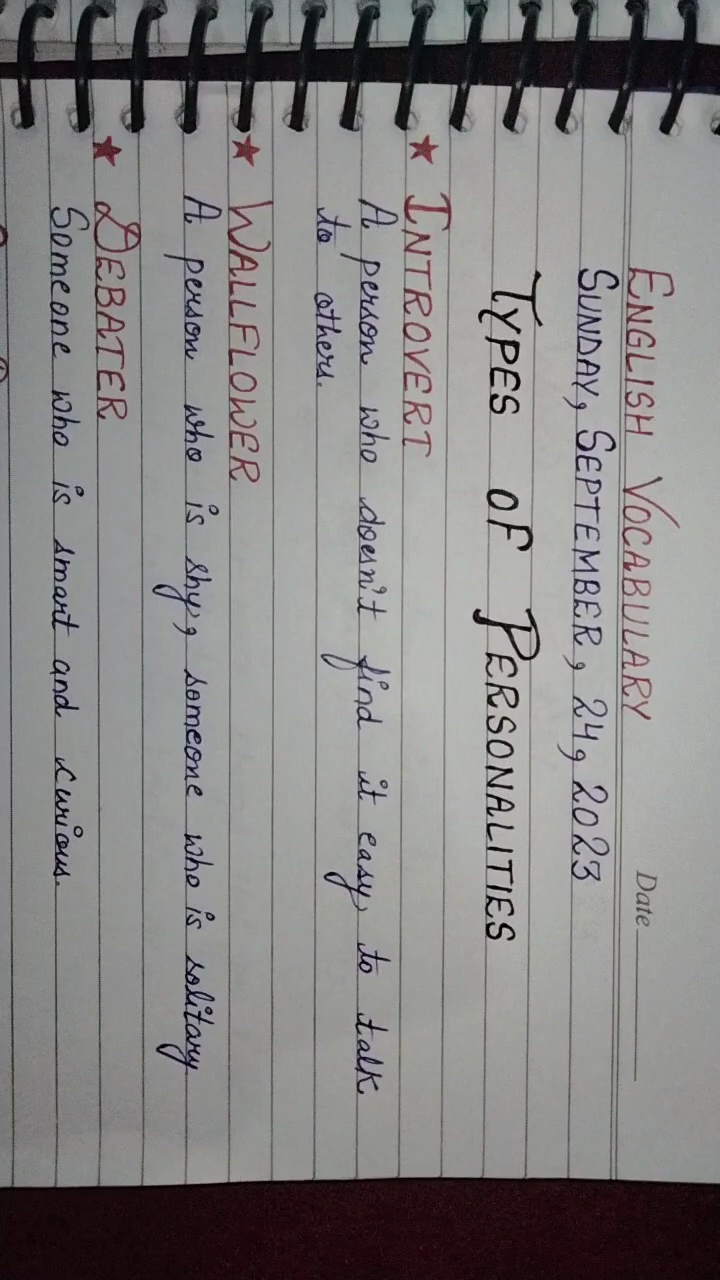 Date
ENGLISH VOCABULARY
SUNDAY, SEPTEMBER, 24, 2023
TYPES OF PERSONALITIES
★ INTROVERT
A person who doesn't find it easy to talk
to others.
★ WALLFLOWER
A person who is shy, someone who is solitary
★ DEBATER
Someone who is smart and curious.